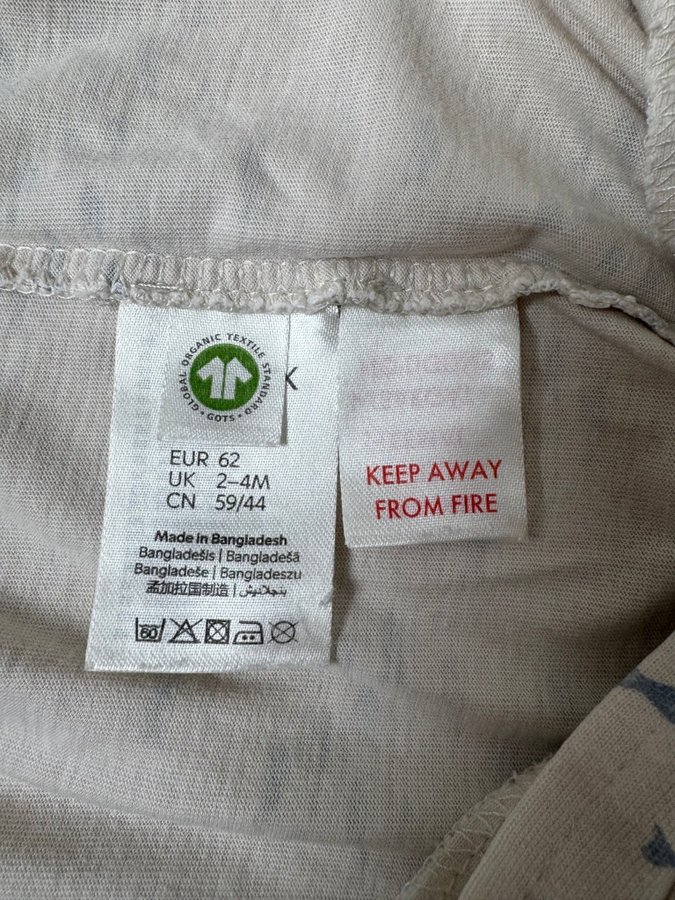 GLOBAL ORGANIC TEXTILE STANDARD
· GOTS ·
K
EUR 62
UK 2–4M
CN 59/44
Made in Bangladesh
Bangladešis | Bangladešā
Bangladeše | Bangladeszu
孟加拉国制造 | بنجلاديش
60
KEEP AWAY
FROM FIRE